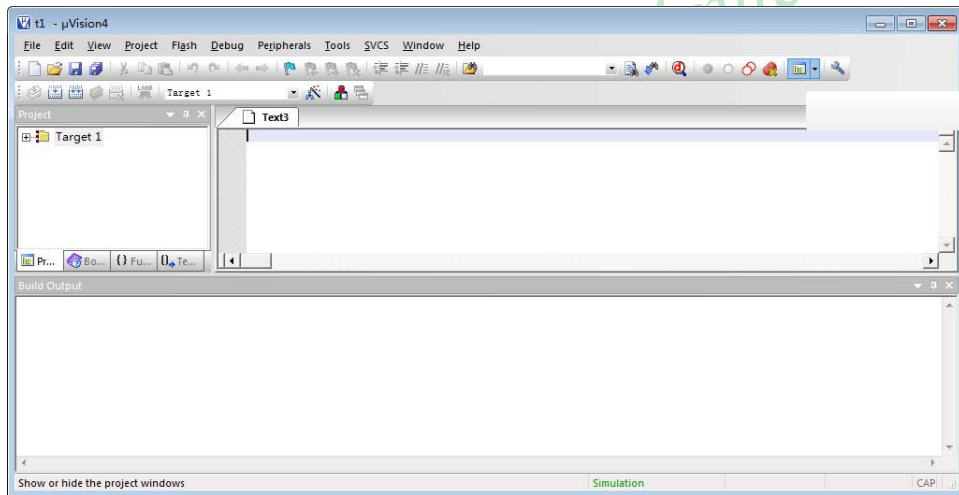 t1 - µVision4
File Edit View Project Flash Debug Peripherals Tools SVCS Window Help
LOAD Target 1
Project
Text3
Target 1
Pr... Bo... {} Fu... 0 Te...
Build Output
Show or hide the project windows Simulation CAP